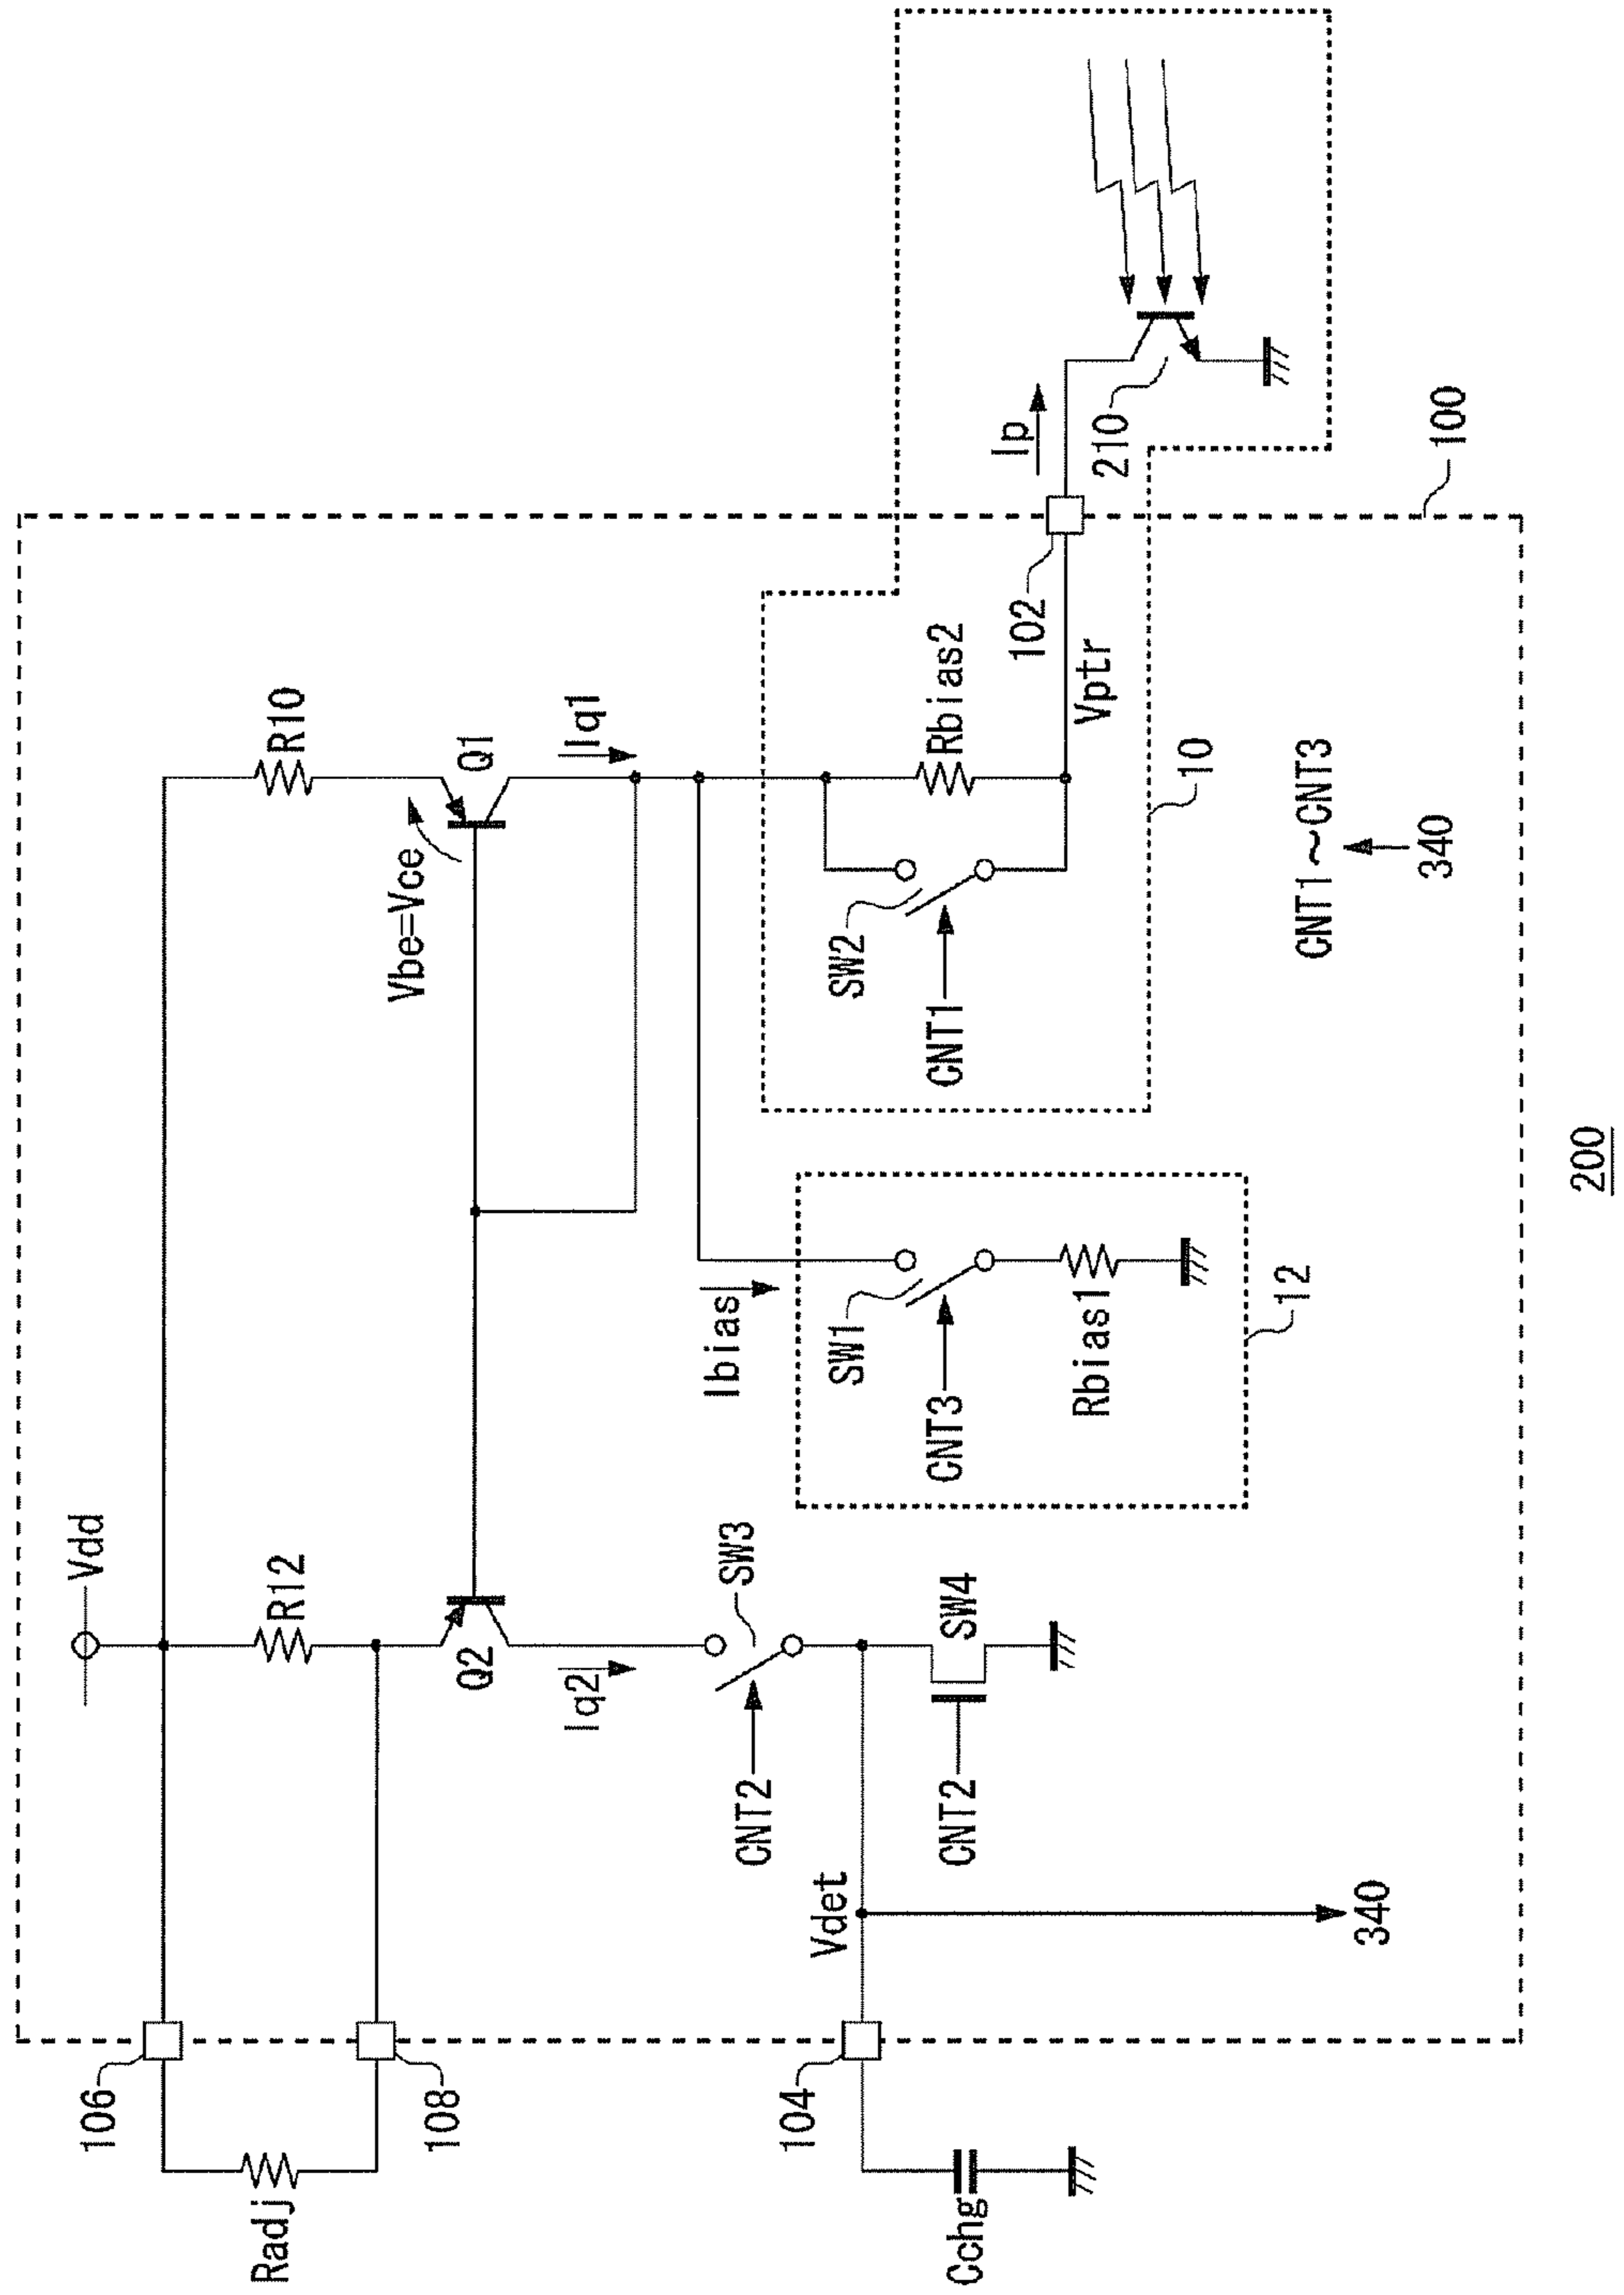 Vdd
R12
R10
106
Radj
108
Q2
Iq2
Vbe=Vce
Q1
Iq1
CNT2
SW3
104
Vdet
Cchg
CNT2
SW4
340
Ibias
SW1
CNT3
Rbias1
12
SW2
CNT1
Rbias2
10
102
Vptr
Ip
210
CNT1~CNT3
340
100
200